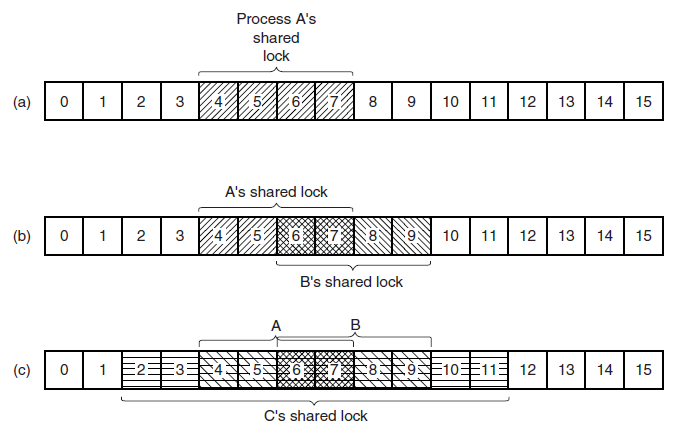 Process A's
shared
lock
(a) 0 1 2 3 4 5 6 7 8 9 10 11 12 13 14 15
A's shared lock
(b) 0 1 2 3 4 5 6 7 8 9 10 11 12 13 14 15
B's shared lock
A B
(c) 0 1 2 3 4 5 6 7 8 9 10 11 12 13 14 15
C's shared lock